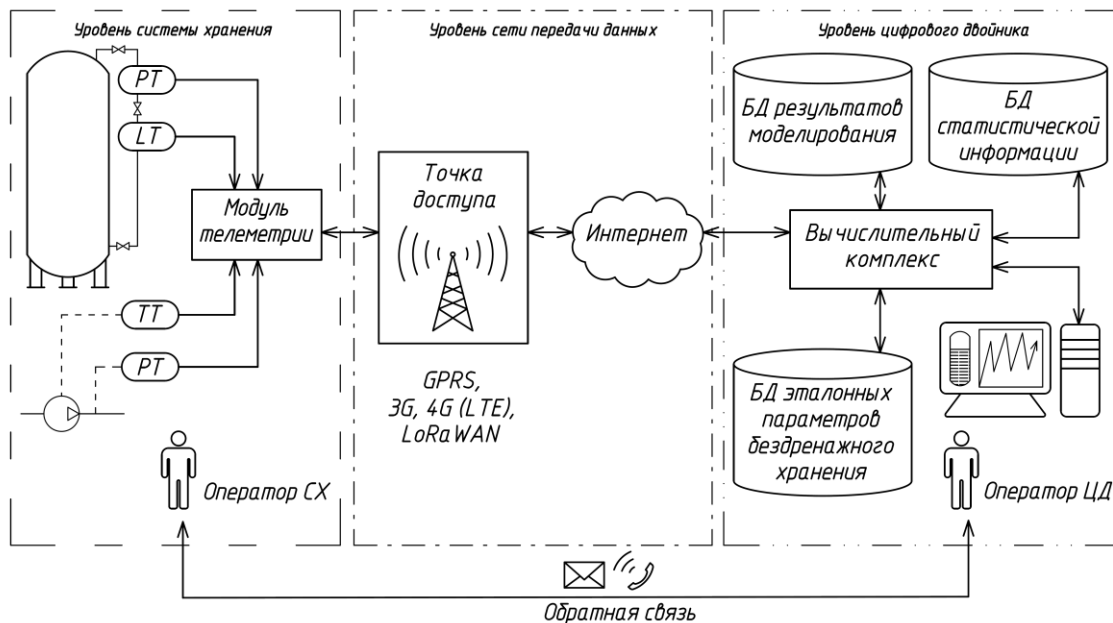 Уровень системы хранения
PT
LT
Модуль
телеметрии
TT
PT
Оператор СХ
Уровень сети передачи данных
Точка
доступа
GPRS,
3G, 4G (LTE),
LoRaWAN
Интернет
Уровень цифрового двойника
БД результатов
моделирования
БД
статистической
информации
Вычислительный
комплекс
БД эталонных
параметров
бездренажного
хранения
Оператор ЦД
Обратная связь